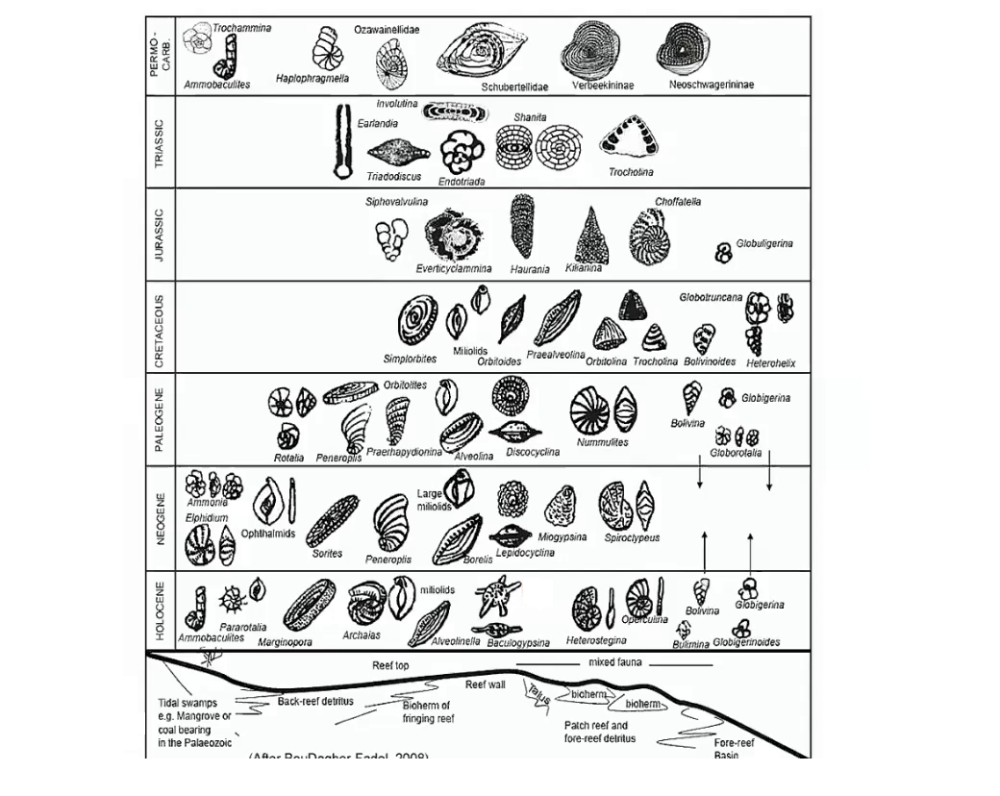 PERMO -
CARB.
Trochammina
Ammobaculites
Haplophragmella
Ozawainellidae
Schubertellidae
Verbeekininae
Neoschwagerininae
TRIASSIC
Involutina
Earlandia
Triadodiscus
Endotriada
Shanita
Trocholina
JURASSIC
Siphovalvulina
Everticyclammina
Haurania
Kilianina
Choffatella
Globuligerina
CRETACEOUS
Simplorbites
Miliolids
Orbitoides
Praealveolina
Orbitolina
Trocholina
Bolivinoides
Globotruncana
Heterohelix
PALEOGENE
Rotalia
Orbitolites
Peneroplis
Praerhapydionina
Alveolina
Discocyclina
Nummulites
Bolivina
Globigerina
Globorotalia
NEOGENE
Ammonia
Elphidium
Ophthalmids
Sorites
Peneroplis
Large
miliolids
Borelis
Lepidocyclina
Miogypsina
Spiroclypeus
HOLOCENE
Ammobaculites
Pararotalia
Marginopora
Archaias
miliolids
Alveolinella
Baculogypsina
Heterostegina
Operculina
Bolivina
Bulimina
Globigerina
Globigerinoides
Reef top
mixed fauna
Reef wall
Tidal swamps
e.g. Mangrove or
coal bearing
in the Palaeozoic
Back-reef detritus
Bioherm of
fringing reef
Talus
bioherm
bioherm
Patch reef and
fore-reef detritus
Fore-reef
Basin
(After BouDagher-Fadel, 2008)